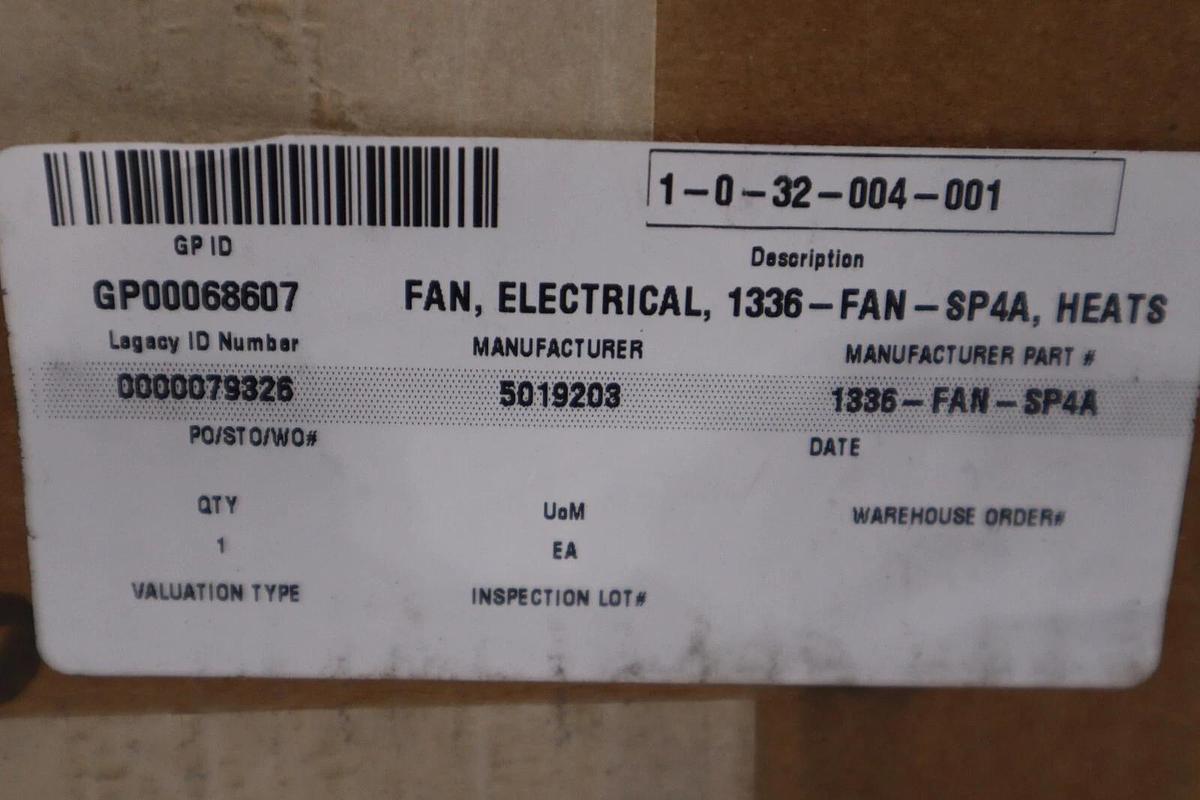 1-0-32-004-001
GP ID
Description
GP00068607
FAN, ELECTRICAL, 1336-FAN-SP4A, HEATS
Legacy ID Number
MANUFACTURER
MANUFACTURER PART #
0000079326
5019203
1336-FAN-SP4A
PO/STO/WO#
DATE
QTY
UoM
WAREHOUSE ORDER#
1
EA
VALUATION TYPE
INSPECTION LOT#